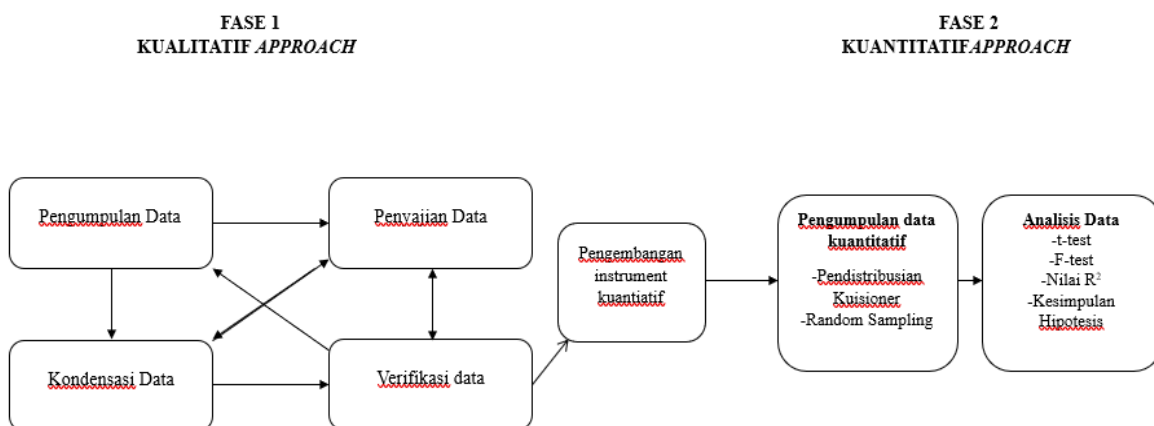 FASE 1
KUALITATIF APPROACH
FASE 2
KUANTITATIFAPPROACH
Pengumpulan Data
Penyajian Data
Kondensasi Data
Verifikasi data
Pengembangan
instrument
kuantiatif
Pengumpulan data
kuantitatif
-Pendistribusian
Kuisioner
-Random Sampling
Analisis Data
-t-test
-F-test
-Nilai R²
-Kesimpulan
Hipotesis